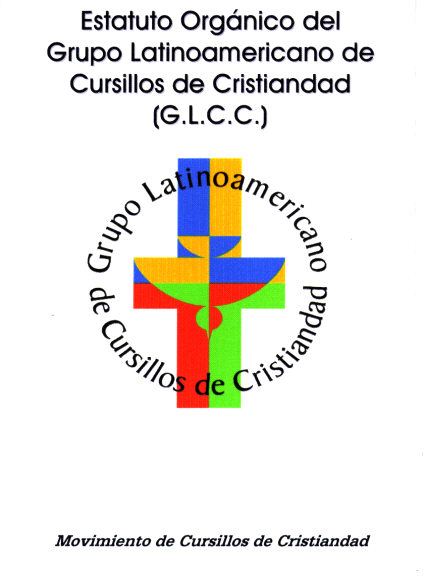 Estatuto Orgánico del
Grupo Latinoamericano de
Cursillos de Cristiandad
(G.L.C.C.)
Grupo Latinoamericano
de Cursillos de Cristiandad
Movimiento de Cursillos de Cristiandad